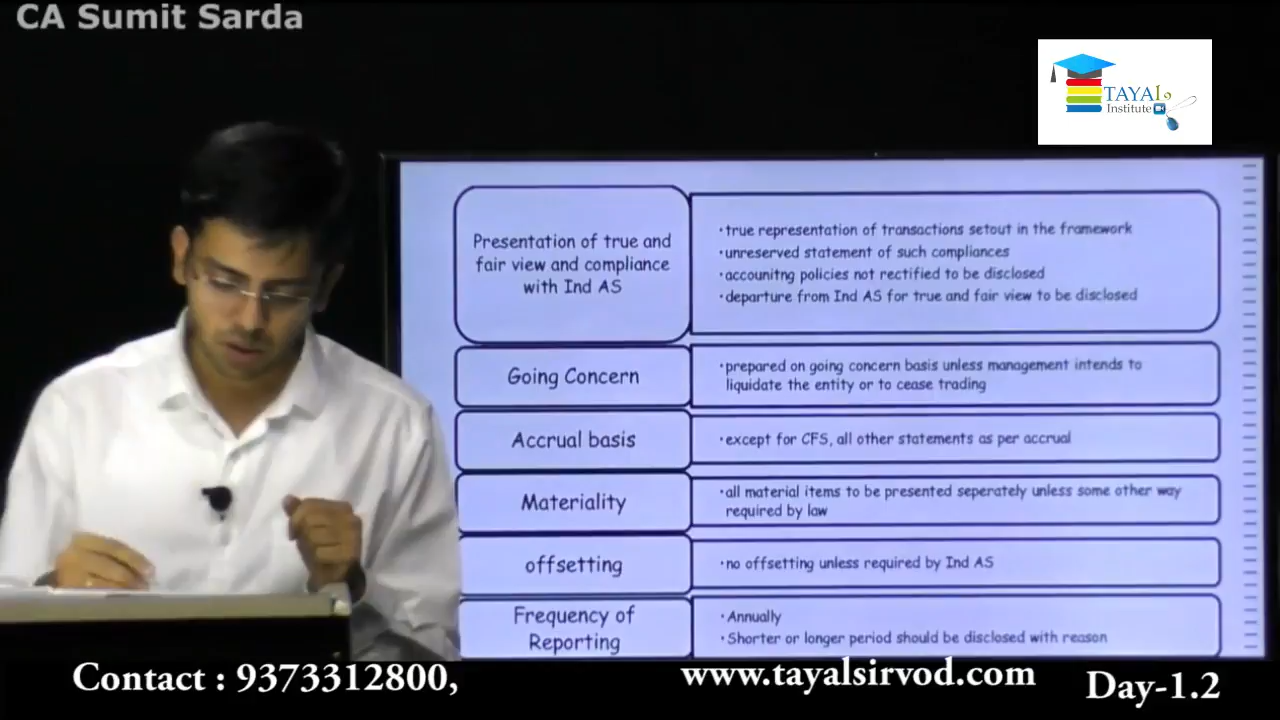 CA Sumit Sarda
TAYALs
Institute
Presentation of true and
fair view and compliance
with Ind AS
·true representation of transactions setout in the framework
·unreserved statement of such compliances
·accounitng policies not rectified to be disclosed
·departure from Ind AS for true and fair view to be disclosed
Going Concern
·prepared on going concern basis unless management intends to
liquidate the entity or to cease trading
Accrual basis
·except for CFS, all other statements as per accrual
Materiality
·all material items to be presented seperately unless some other way
required by law
offsetting
·no offsetting unless required by Ind AS
Frequency of
Reporting
·Annually
·Shorter or longer period should be disclosed with reason
Contact : 9373312800,
www.tayalsirvod.com
Day-1.2